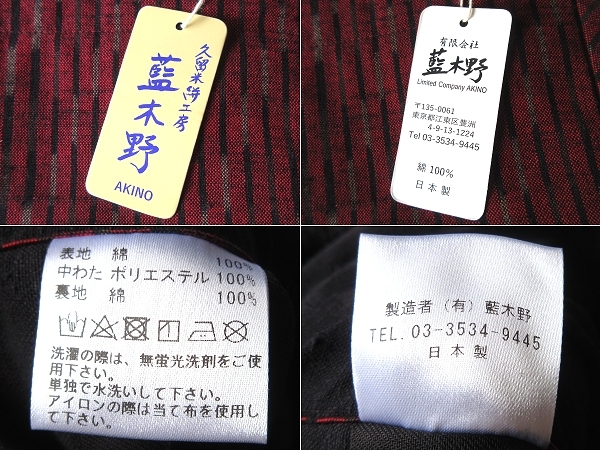 久留米絣工房
藍木野
AKINO
有限会社
藍木野
Limited Company AKINO
〒135-0061
東京都江東区豊洲
4-9-13-1224
Tel 03-3534-9445
綿 100%
日本製
表地 綿 100%
中わた ポリエステル 100%
裏地 綿 100%
洗濯の際は、無蛍光洗剤をご使
用下さい。
単独で水洗いして下さい。
アイロンの際は当て布を使用し
て下さい。
製造者 (有) 藍木野
TEL. 03-3534-9445
日本製